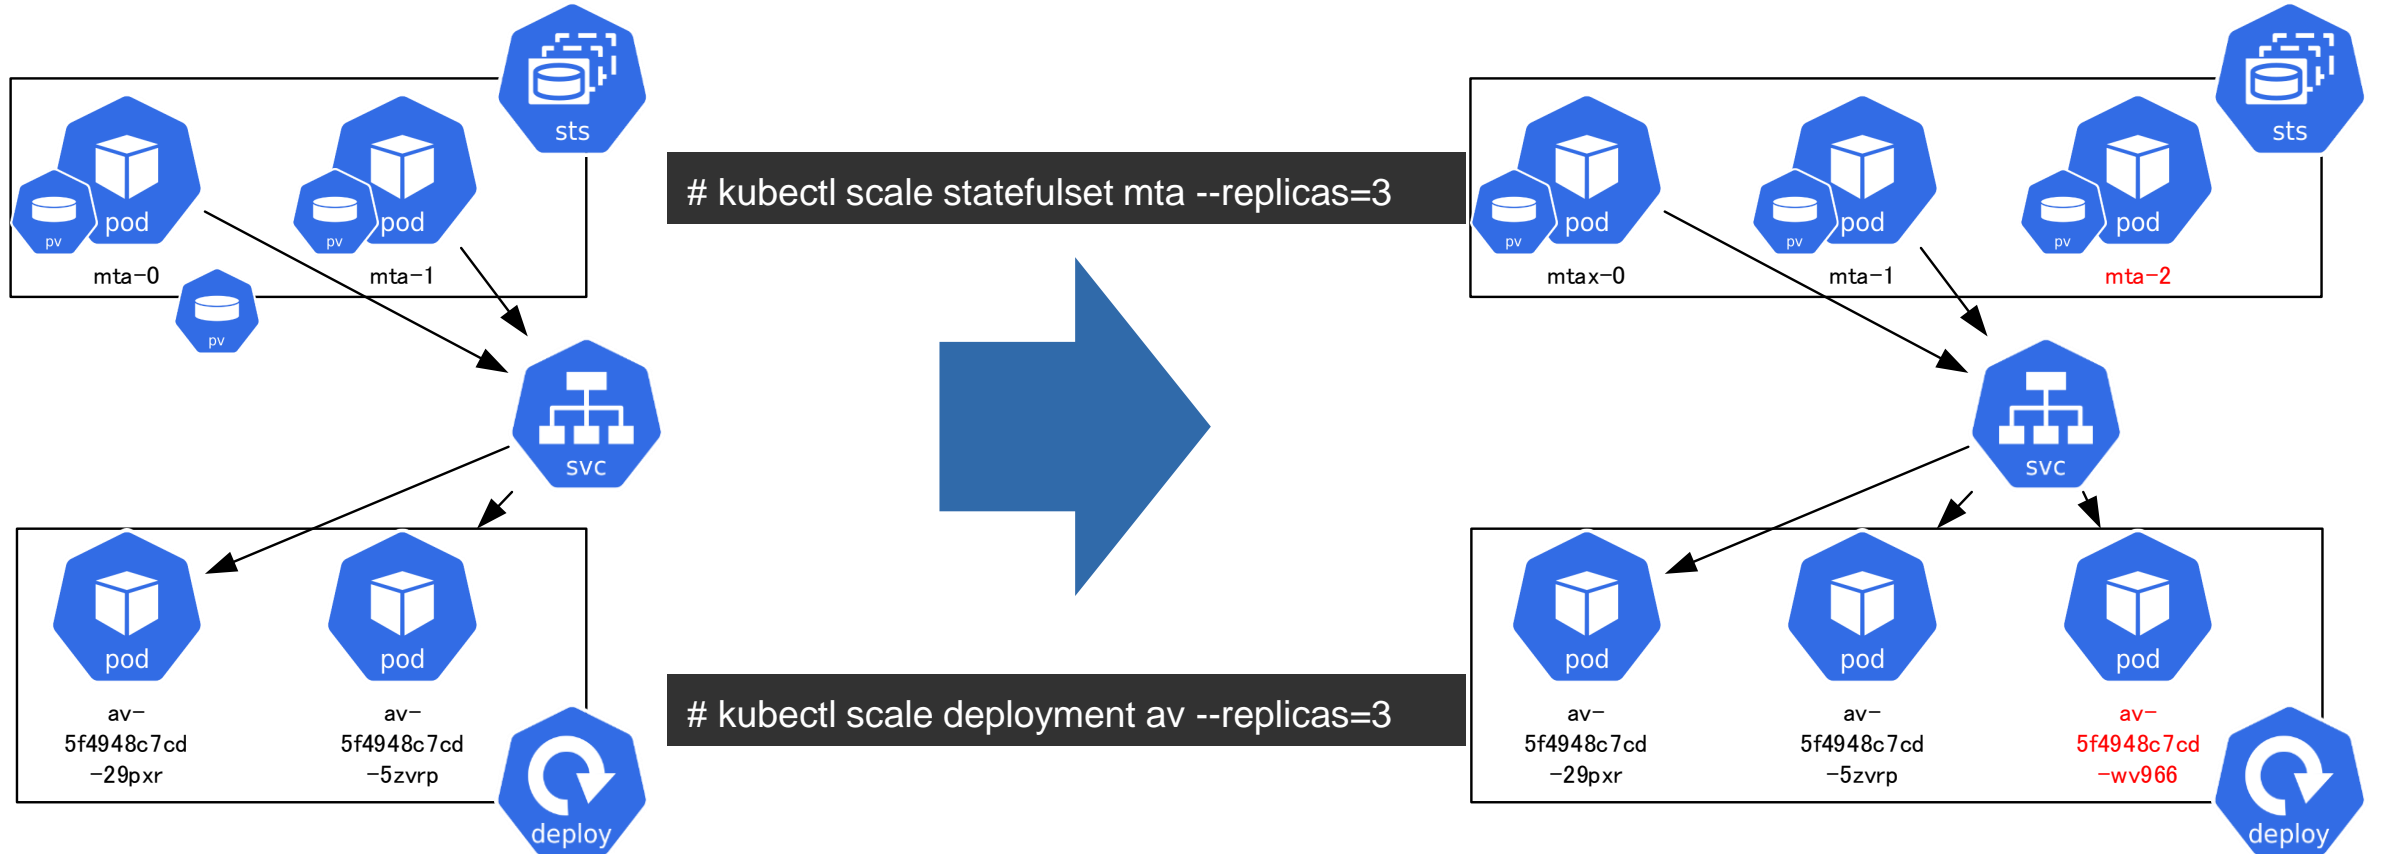 sts
pod
pv
mta-0
pod
pv
mta-1
pv
svc
pod
av-
5f4948c7cd
-29pxr
pod
av-
5f4948c7cd
-5zvrp
deploy
# kubectl scale statefulset mta --replicas=3
# kubectl scale deployment av --replicas=3
sts
pod
pv
mtax-0
pod
pv
mta-1
pod
pv
mta-2
svc
pod
av-
5f4948c7cd
-29pxr
pod
av-
5f4948c7cd
-5zvrp
pod
av-
5f4948c7cd
-wv966
deploy